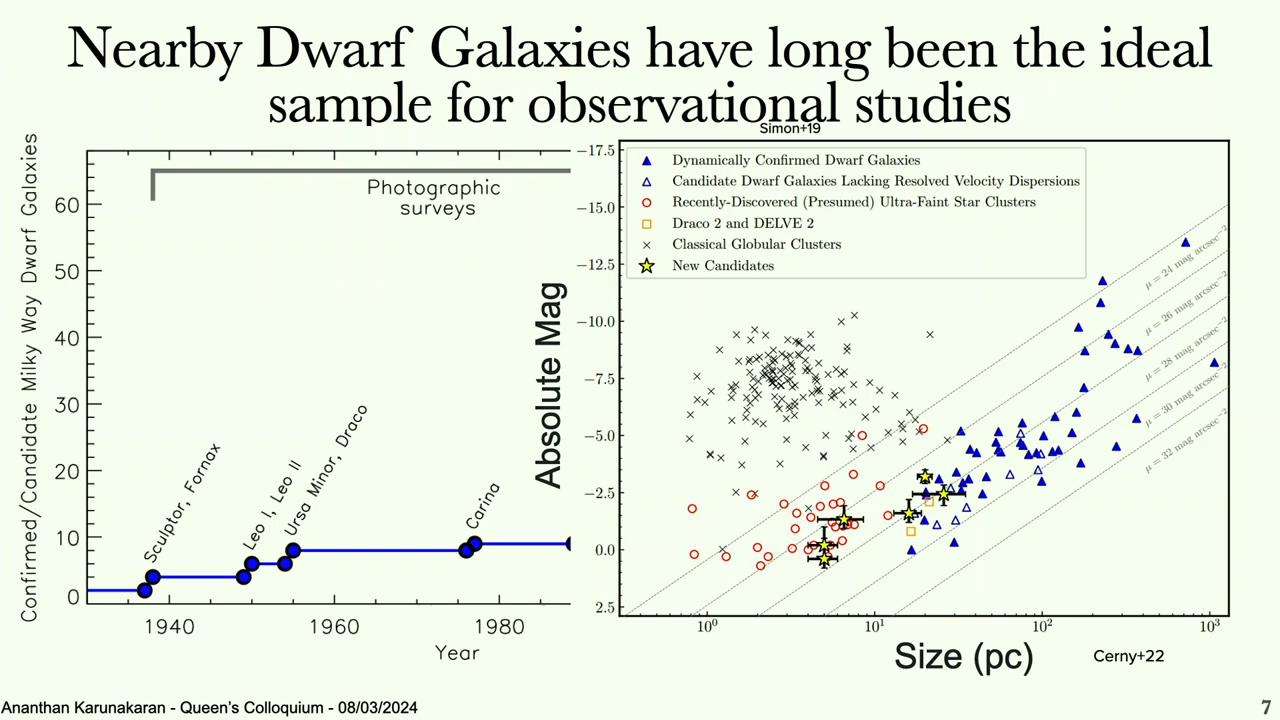 Nearby Dwarf Galaxies have long been the ideal
sample for observational studies
Simon+19
Confirmed/Candidate Milky Way Dwarf Galaxies
60
50
40
30
20
10
0
Photographic
surveys
Sculptor, Fornax
Leo I, Leo II
Ursa Minor, Draco
Carina
1940
1960
1980
Year
Absolute Mag
−17.5
−15.0
−12.5
−10.0
−7.5
−5.0
−2.5
0.0
2.5
Dynamically Confirmed Dwarf Galaxies
Candidate Dwarf Galaxies Lacking Resolved Velocity Dispersions
Recently-Discovered (Presumed) Ultra-Faint Star Clusters
Draco 2 and DELVE 2
Classical Globular Clusters
New Candidates
μ = 24 mag arcsec⁻²
μ = 26 mag arcsec⁻²
μ = 28 mag arcsec⁻²
μ = 30 mag arcsec⁻²
μ = 32 mag arcsec⁻²
10⁰
10¹
10²
10³
Size (pc)
Cerny+22
Ananthan Karunakaran - Queen's Colloquium - 08/03/2024
7